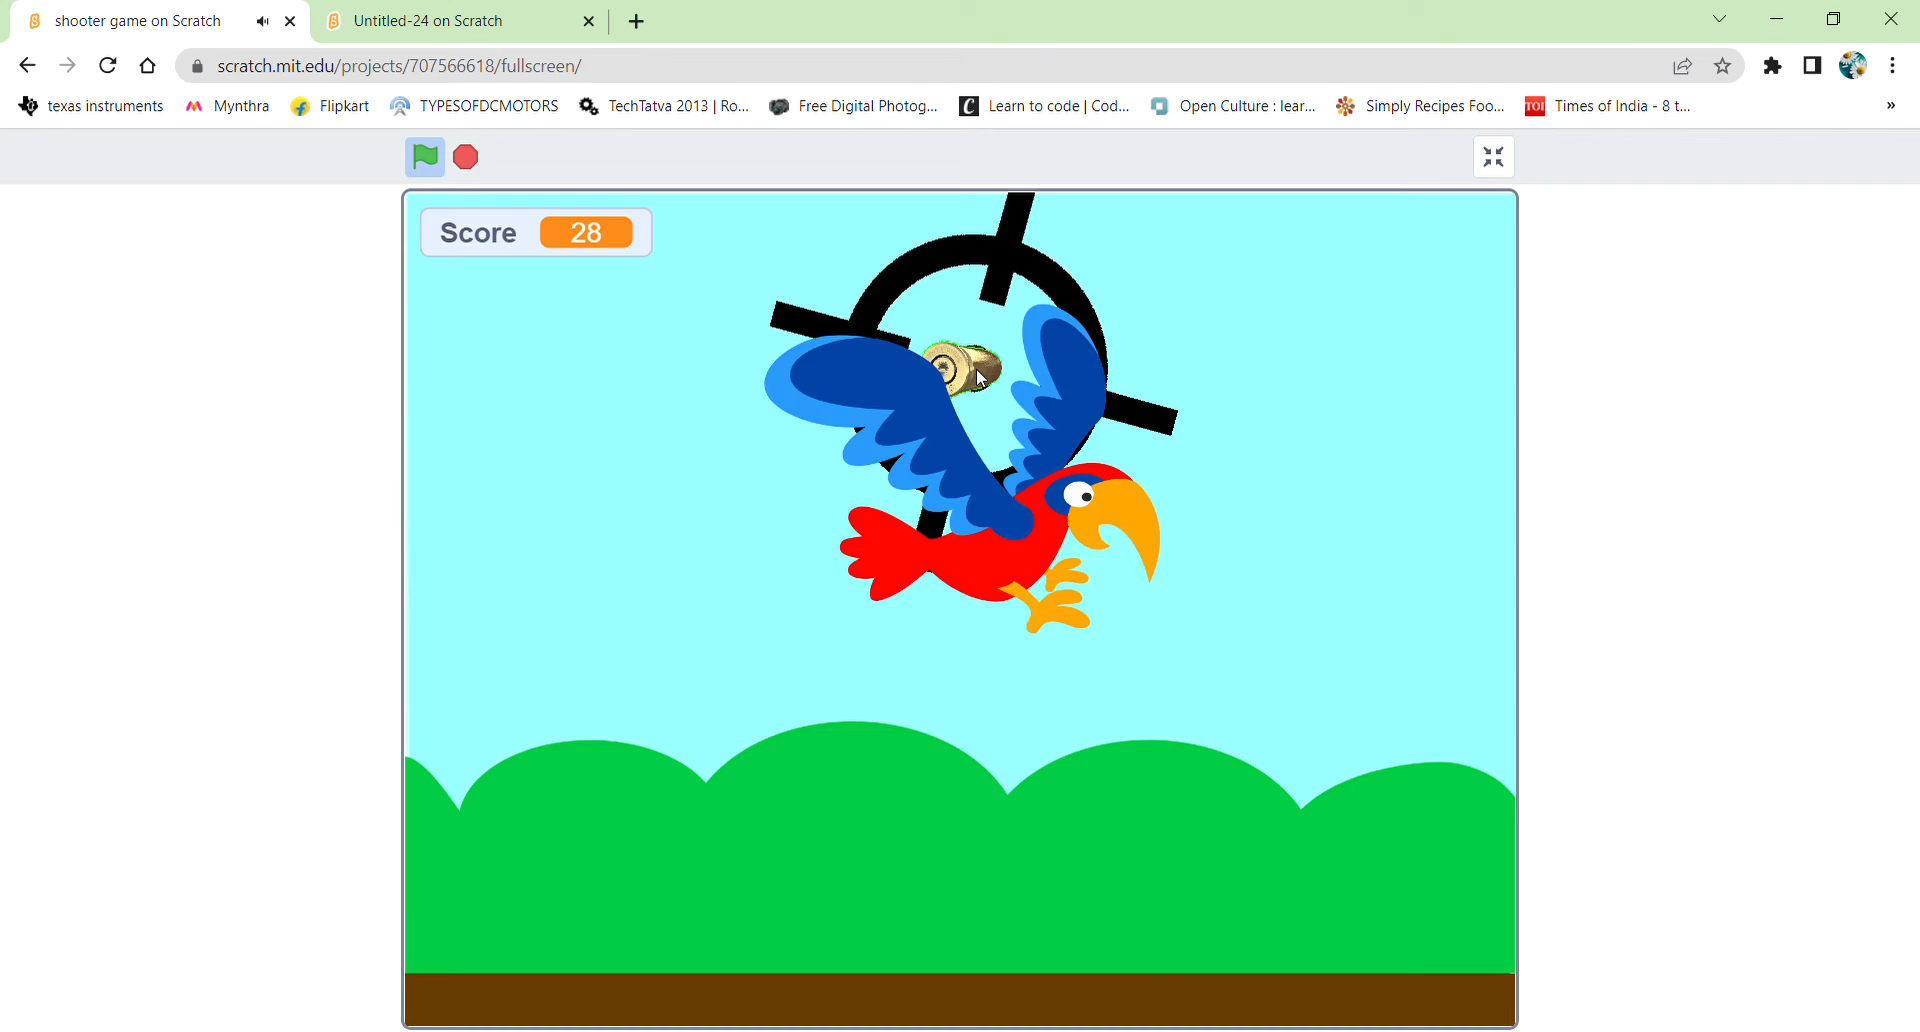 shooter game on Scratch
Untitled-24 on Scratch
scratch.mit.edu/projects/707566618/fullscreen/
texas instruments
Mynthra
Flipkart
TYPESOFDCMOTORS
TechTatva 2013 | Ro...
Free Digital Photog...
C
Learn to code | Cod...
Open Culture : lear...
Simply Recipes Foo...
TOI
Times of India - 8 t...
»
Score 28